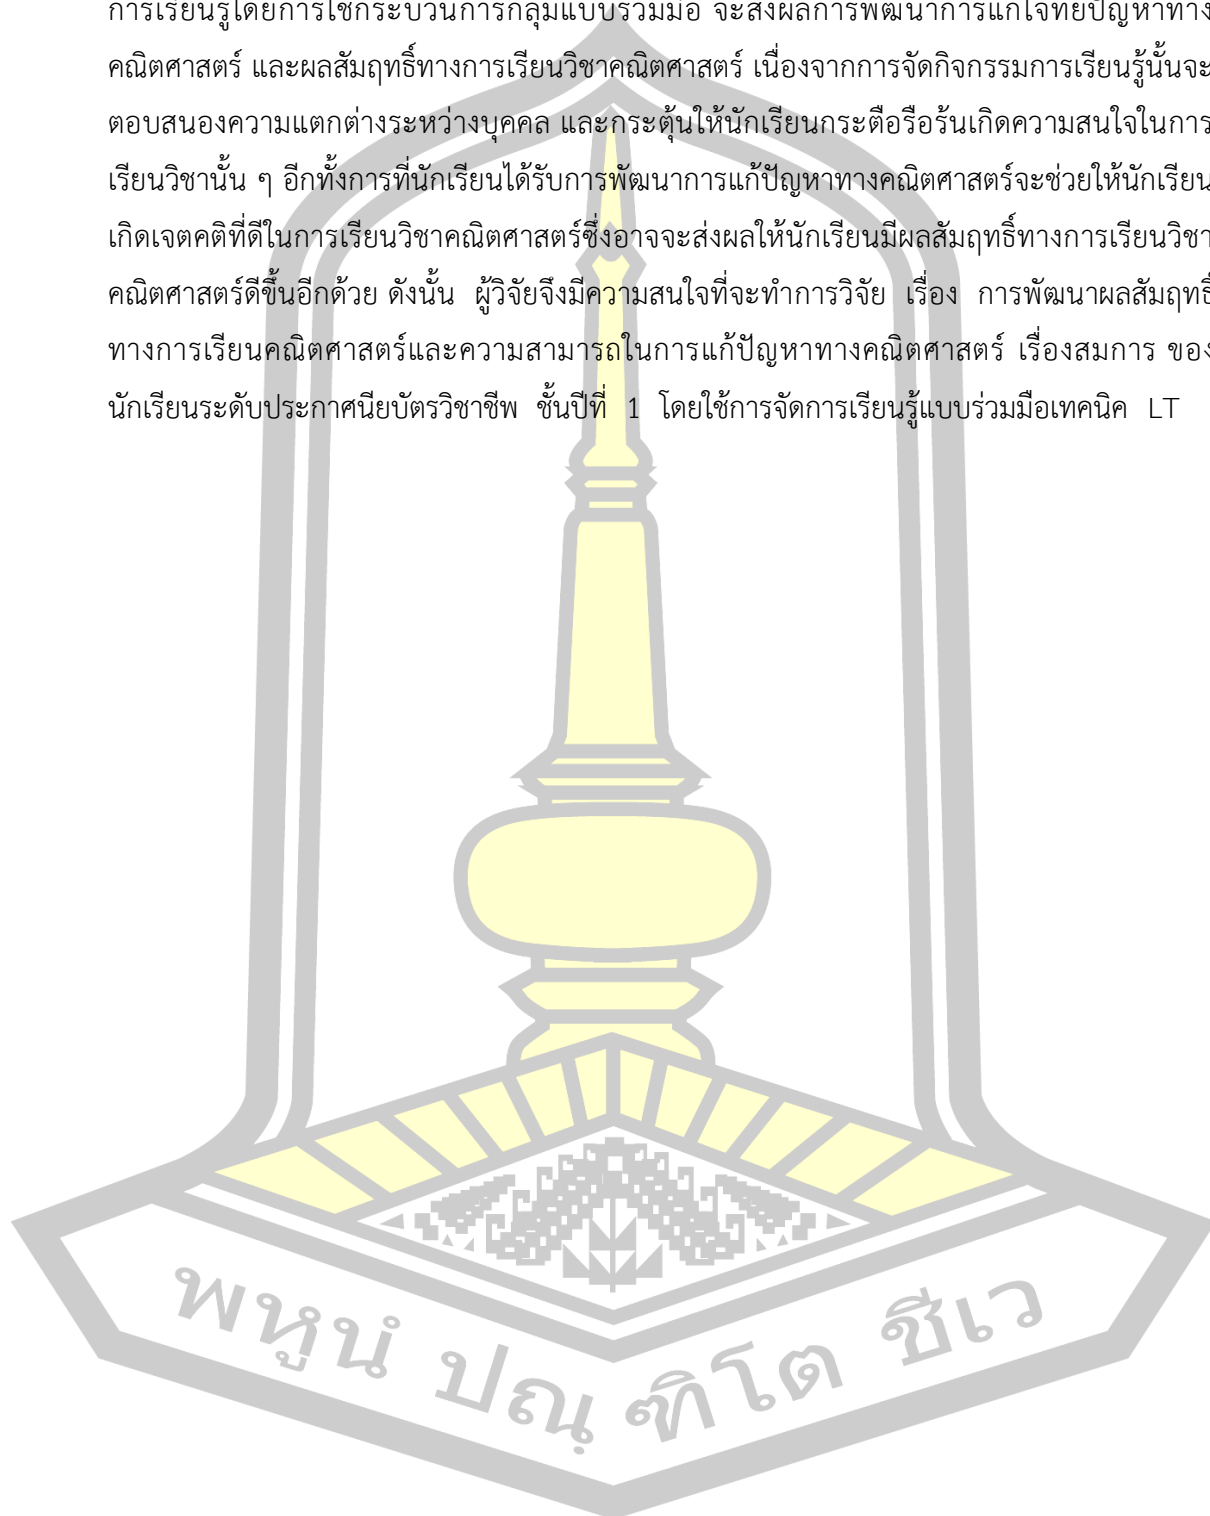 การเรียนรู้โดยการใช้กระบวนการกลุ่มแบบร่วมมือ จะส่งผลการพัฒนาการแก้โจทย์ปัญหาทาง
คณิตศาสตร์ และผลสัมฤทธิ์ทางการเรียนวิชาคณิตศาสตร์ เนื่องจากการจัดกิจกรรมการเรียนรู้นั้นจะ
ตอบสนองความแตกต่างระหว่างบุคคล และกระตุ้นให้นักเรียนกระตือรือร้นเกิดความสนใจในการ
เรียนวิชานั้น ๆ อีกทั้งการที่นักเรียนได้รับการพัฒนาการแก้ปัญหาทางคณิตศาสตร์จะช่วยให้นักเรียน
เกิดเจตคติที่ดีในการเรียนวิชาคณิตศาสตร์ซึ่งอาจจะส่งผลให้นักเรียนมีผลสัมฤทธิ์ทางการเรียนวิชา
คณิตศาสตร์ดีขึ้นอีกด้วย ดังนั้น ผู้วิจัยจึงมีความสนใจที่จะทำการวิจัย เรื่อง การพัฒนาผลสัมฤทธิ์
ทางการเรียนคณิตศาสตร์และความสามารถในการแก้ปัญหาทางคณิตศาสตร์ เรื่องสมการ ของ
นักเรียนระดับประกาศนียบัตรวิชาชีพ ชั้นปีที่ 1 โดยใช้การจัดการเรียนรู้แบบร่วมมือเทคนิค LT
พหูนํ ปณฺฑิโต ชีเว